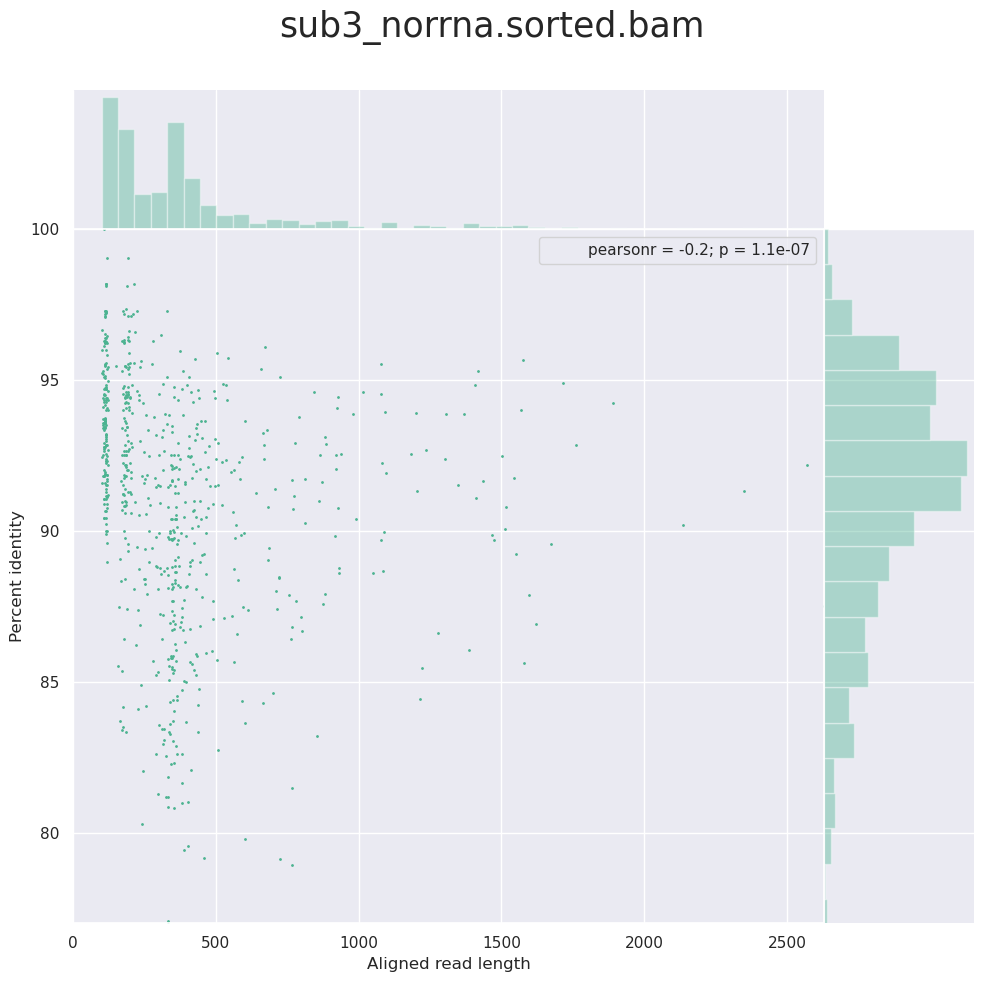 sub3_norrna.sorted.bam
pearsonr = -0.2; p = 1.1e-07
Percent identity
100
95
90
85
80
0 500 1000 1500 2000 2500
Aligned read length